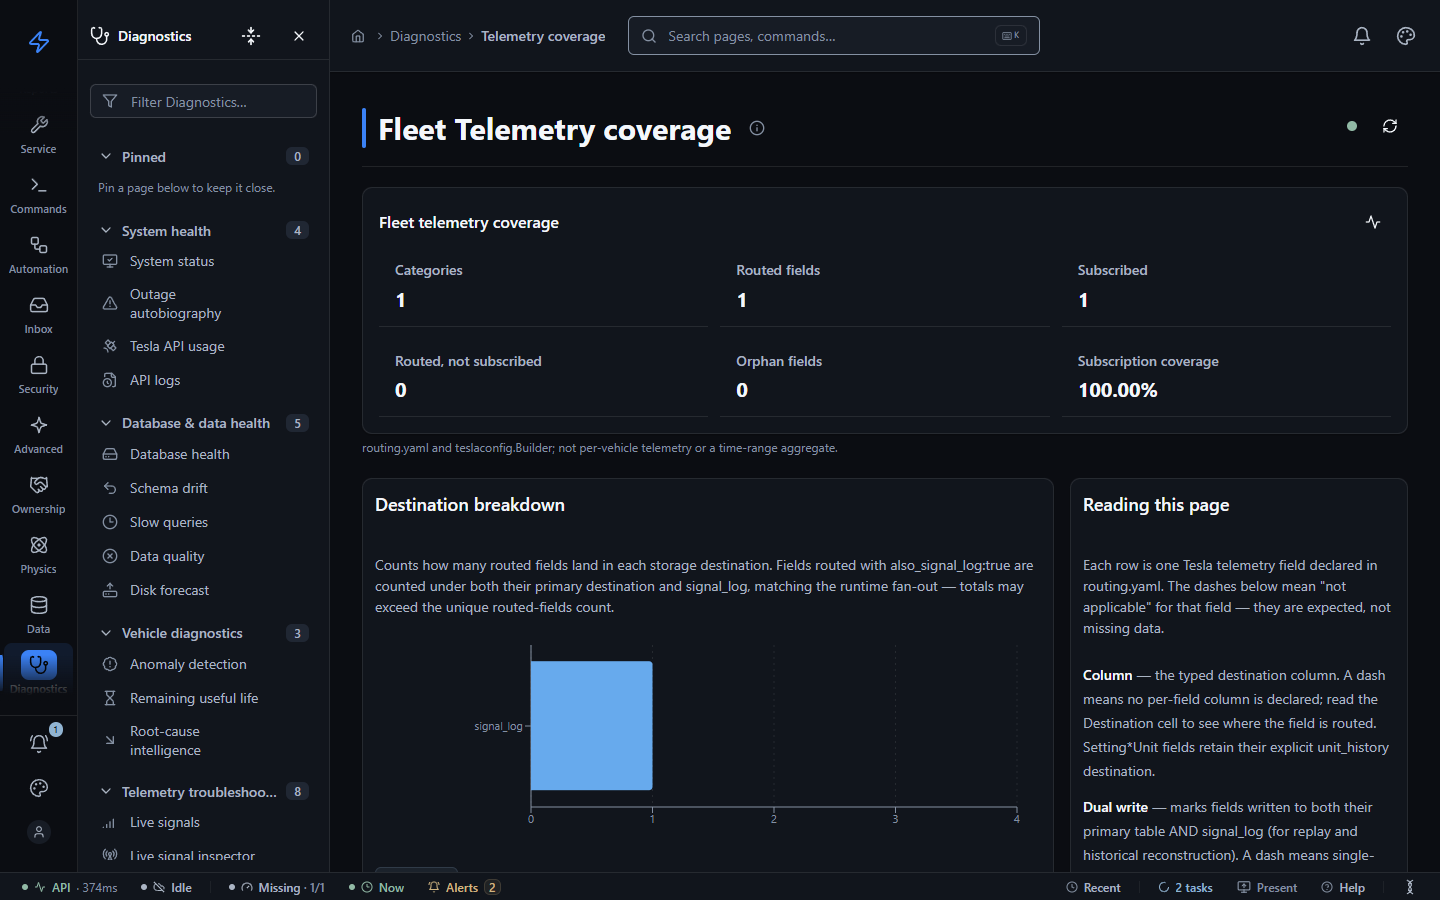 Service
Commands
Automation
Inbox
Security
Advanced
Ownership
Physics
Data
Diagnostics
1
Diagnostics
Filter Diagnostics...
Pinned 0
Pin a page below to keep it close.
System health 4
System status
Outage
autobiography
Tesla API usage
API logs
Database & data health 5
Database health
Schema drift
Slow queries
Data quality
Disk forecast
Vehicle diagnostics 3
Anomaly detection
Remaining useful life
Root-cause
intelligence
Telemetry troubleshoo... 8
Live signals
Live signal inspector
Diagnostics
Telemetry coverage
Search pages, commands...
K
Fleet Telemetry coverage
Fleet telemetry coverage
Categories
1
Routed fields
1
Subscribed
1
Routed, not subscribed
0
Orphan fields
0
Subscription coverage
100.00%
routing.yaml and teslaconfig.Builder; not per-vehicle telemetry or a time-range aggregate.
Destination breakdown
Counts how many routed fields land in each storage destination. Fields routed with also_signal_log:true are
counted under both their primary destination and signal_log, matching the runtime fan-out — totals may
exceed the unique routed-fields count.
signal_log
0 1 2 3 4
Reading this page
Each row is one Tesla telemetry field declared in
routing.yaml. The dashes below mean "not
applicable" for that field — they are expected, not
missing data.
Column — the typed destination column. A dash
means no per-field column is declared; read the
Destination cell to see where the field is routed.
Setting*Unit fields retain their explicit unit_history
destination.
Dual write — marks fields written to both their
primary table AND signal_log (for replay and
historical reconstruction). A dash means single-
API · 374ms
Idle
Missing · 1/1
Now
Alerts 2
Recent
2 tasks
Present
Help